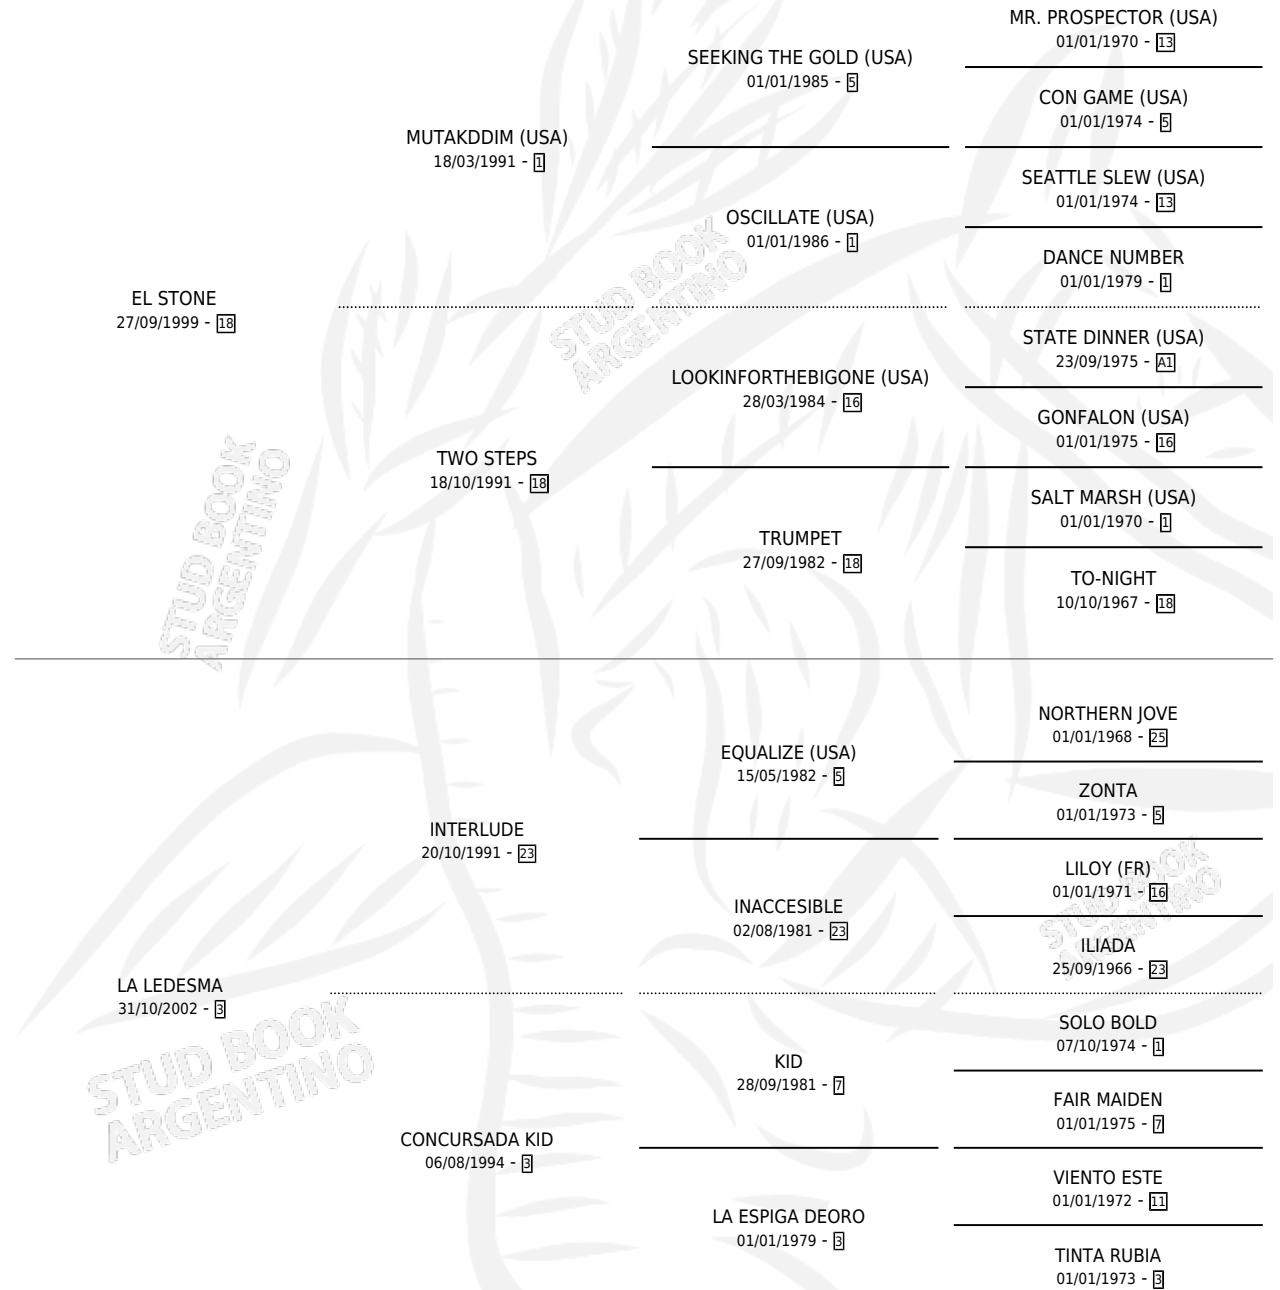 MR. PROSPECTOR (USA)
01/01/1970 - 13
SEEKING THE GOLD (USA)
01/01/1985 - 5
CON GAME (USA)
01/01/1974 - 5
MUTAKDDIM (USA)
18/03/1991 - 1
SEATTLE SLEW (USA)
01/01/1974 - 13
OSCILLATE (USA)
01/01/1986 - 1
DANCE NUMBER
01/01/1979 - 1
EL STONE
27/09/1999 - 18
STATE DINNER (USA)
23/09/1975 - A1
LOOKINFORTHEBIGONE (USA)
28/03/1984 - 16
GONFALON (USA)
01/01/1975 - 16
TWO STEPS
18/10/1991 - 18
SALT MARSH (USA)
01/01/1970 - 1
TRUMPET
27/09/1982 - 18
TO-NIGHT
10/10/1967 - 18
STUD BOOK
ARGENTINO
STUD BOOK
ARGENTINO
NORTHERN JOVE
01/01/1968 - 25
EQUALIZE (USA)
15/05/1982 - 5
ZONTA
01/01/1973 - 5
INTERLUDE
20/10/1991 - 23
LILOY (FR)
01/01/1971 - 16
INACCESIBLE
02/08/1981 - 23
ILIADA
25/09/1966 - 23
LA LEDESMA
31/10/2002 - 3
SOLO BOLD
07/10/1974 - 1
KID
28/09/1981 - 7
FAIR MAIDEN
01/01/1975 - 7
CONCURSADA KID
06/08/1994 - 3
VIENTO ESTE
01/01/1972 - 11
LA ESPIGA DEORO
01/01/1979 - 3
TINTA RUBIA
01/01/1973 - 3
STUD BOOK
ARGENTINO
STUD BOOK
ARGENTINO